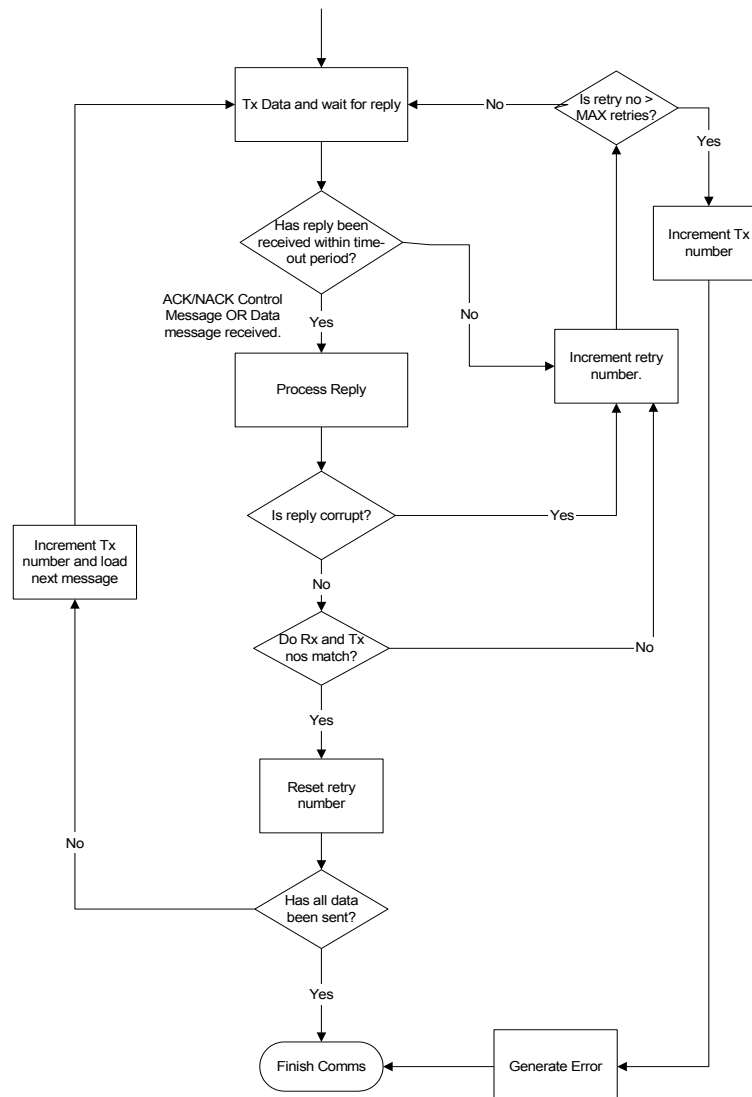 Tx Data and wait for reply
No
Is retry no >
MAX retries?
Yes
Increment Tx
number
Has reply been
received within time-
out period?
No
ACK/NACK Control
Message OR Data
message received.
Yes
Increment retry
number.
Process Reply
Is reply corrupt?
Yes
No
Increment Tx
number and load
next message
Do Rx and Tx
nos match?
No
Yes
Reset retry
number
No
Has all data
been sent?
Yes
Finish Comms
Generate Error